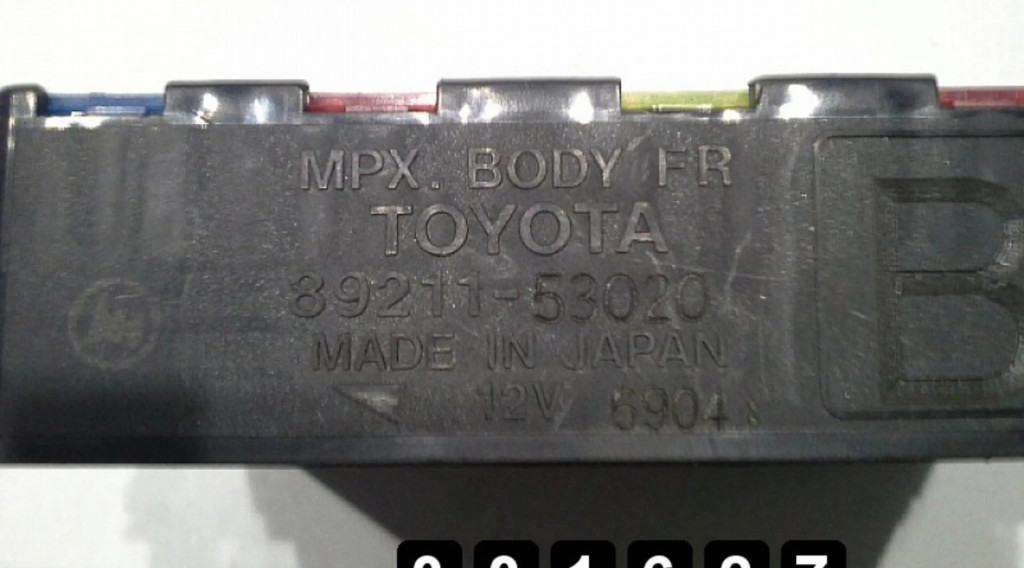 MPX. BODY FR
TOYOTA
89211-53020
MADE IN JAPAN
12V 6904
B